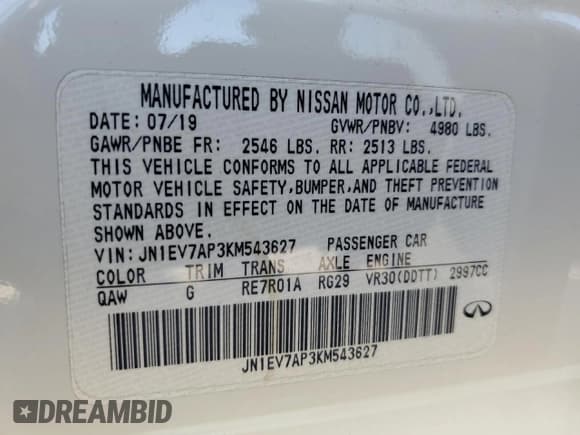 MANUFACTURED BY NISSAN MOTOR CO.,LTD.
DATE: 07/19 GVWR/PNBV: 4980 LBS.
GAWR/PNBE FR: 2546 LBS. RR: 2513 LBS.
THIS VEHICLE CONFORMS TO ALL APPLICABLE FEDERAL
MOTOR VEHICLE SAFETY,BUMPER,AND THEFT PREVENTION
STANDARDS IN EFFECT ON THE DATE OF MANUFACTURE
SHOWN ABOVE.
VIN: JN1EV7AP3KM543627 PASSENGER CAR
COLOR TRIM TRANS AXLE ENGINE
QAW G RE7R01A RG29 VR30(DDTT) 2997CC
JN1EV7AP3KM543627
DREAMBID